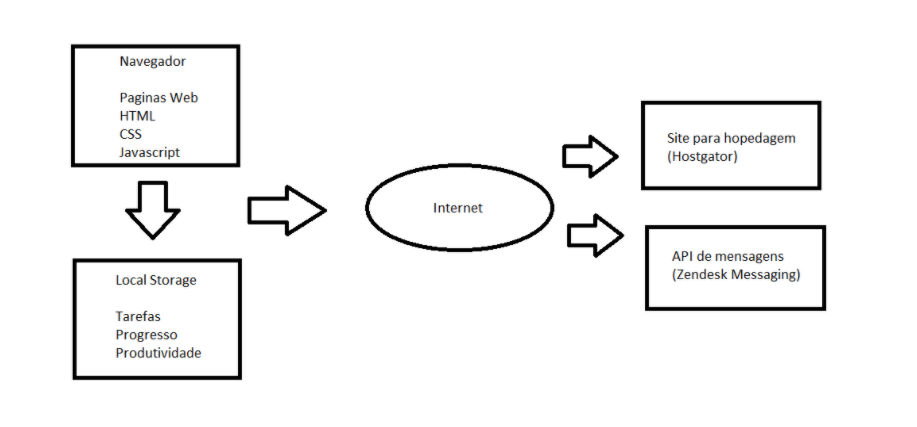 Navegador
Paginas Web
HTML
CSS
Javascript
Local Storage
Tarefas
Progresso
Produtividade
Internet
Site para hopedagem
(Hostgator)
API de mensagens
(Zendesk Messaging)